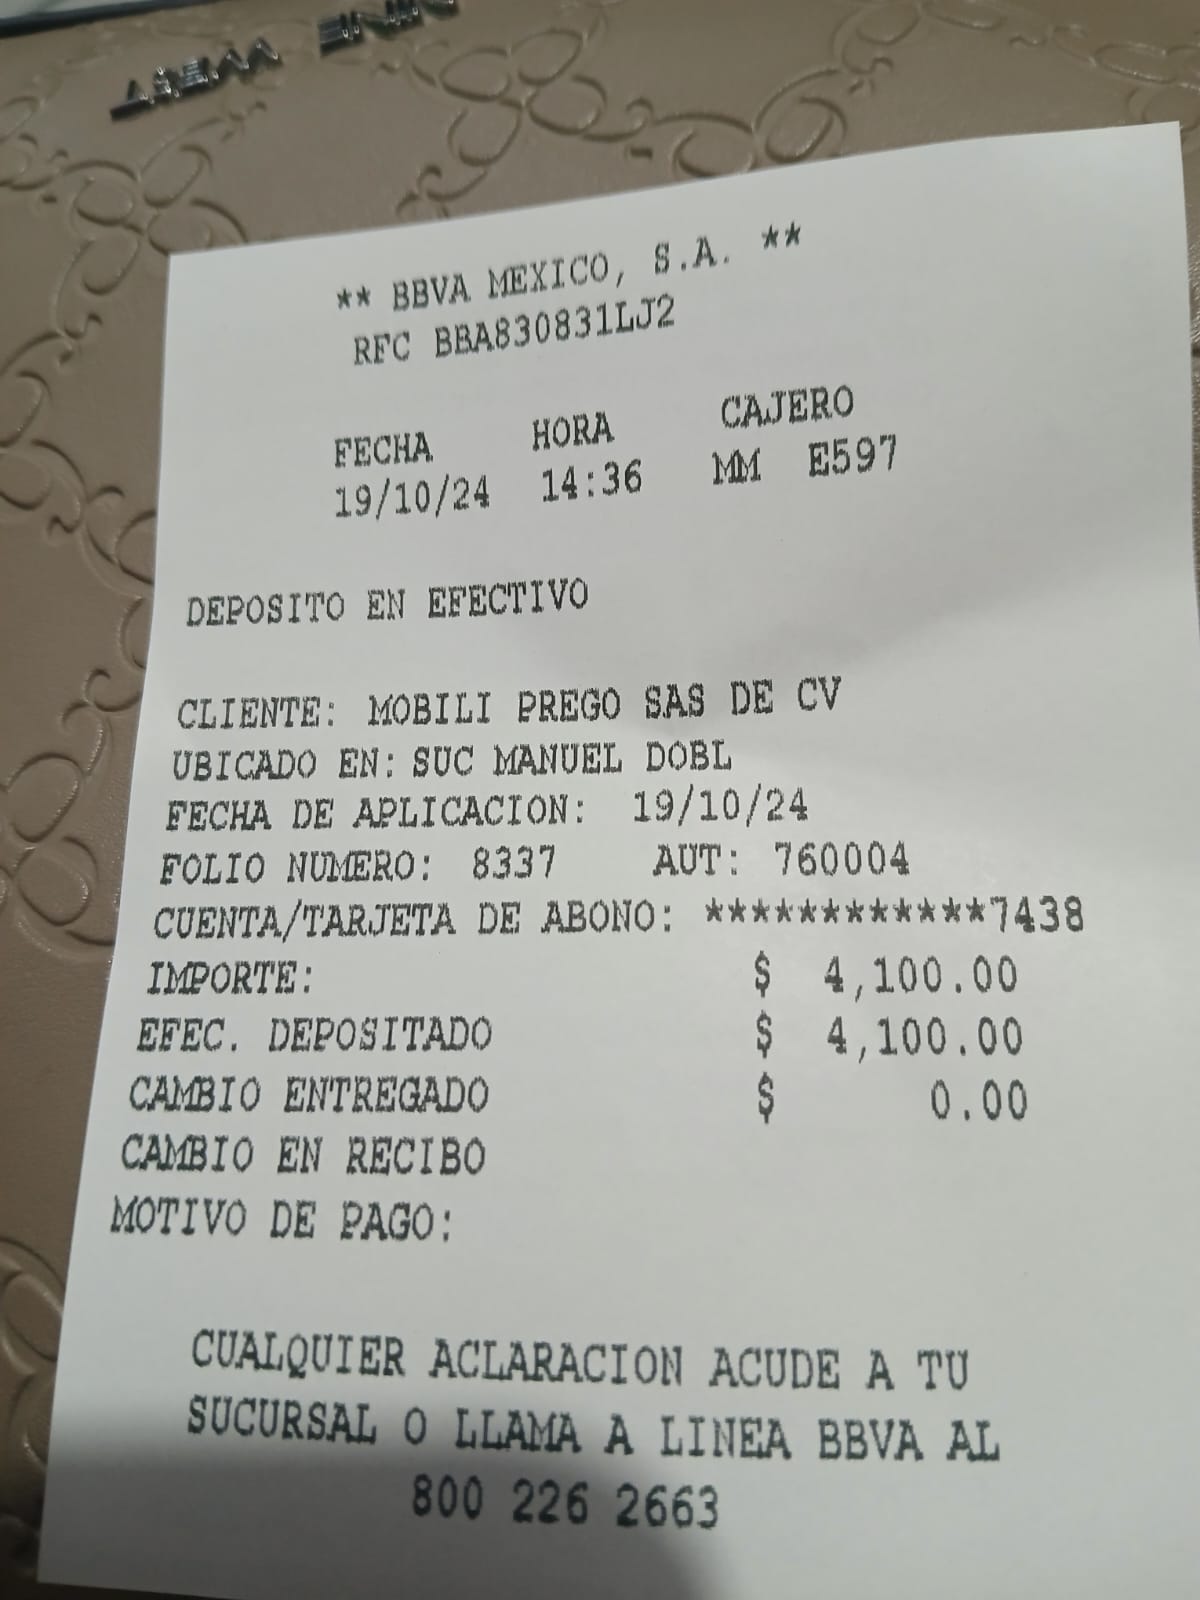 NINE WEST
** BBVA MEXICO, S.A. **
RFC BBA830831LJ2
FECHA HORA CAJERO
19/10/24 14:36 MM E597
DEPOSITO EN EFECTIVO
CLIENTE: MOBILI PREGO SAS DE CV
UBICADO EN: SUC MANUEL DOBL
FECHA DE APLICACION: 19/10/24
FOLIO NUMERO: 8337 AUT: 760004
CUENTA/TARJETA DE ABONO: ************7438
IMPORTE: $ 4,100.00
EFEC. DEPOSITADO $ 4,100.00
CAMBIO ENTREGADO $ 0.00
CAMBIO EN RECIBO
MOTIVO DE PAGO:
CUALQUIER ACLARACION ACUDE A TU
SUCURSAL O LLAMA A LINEA BBVA AL
800 226 2663